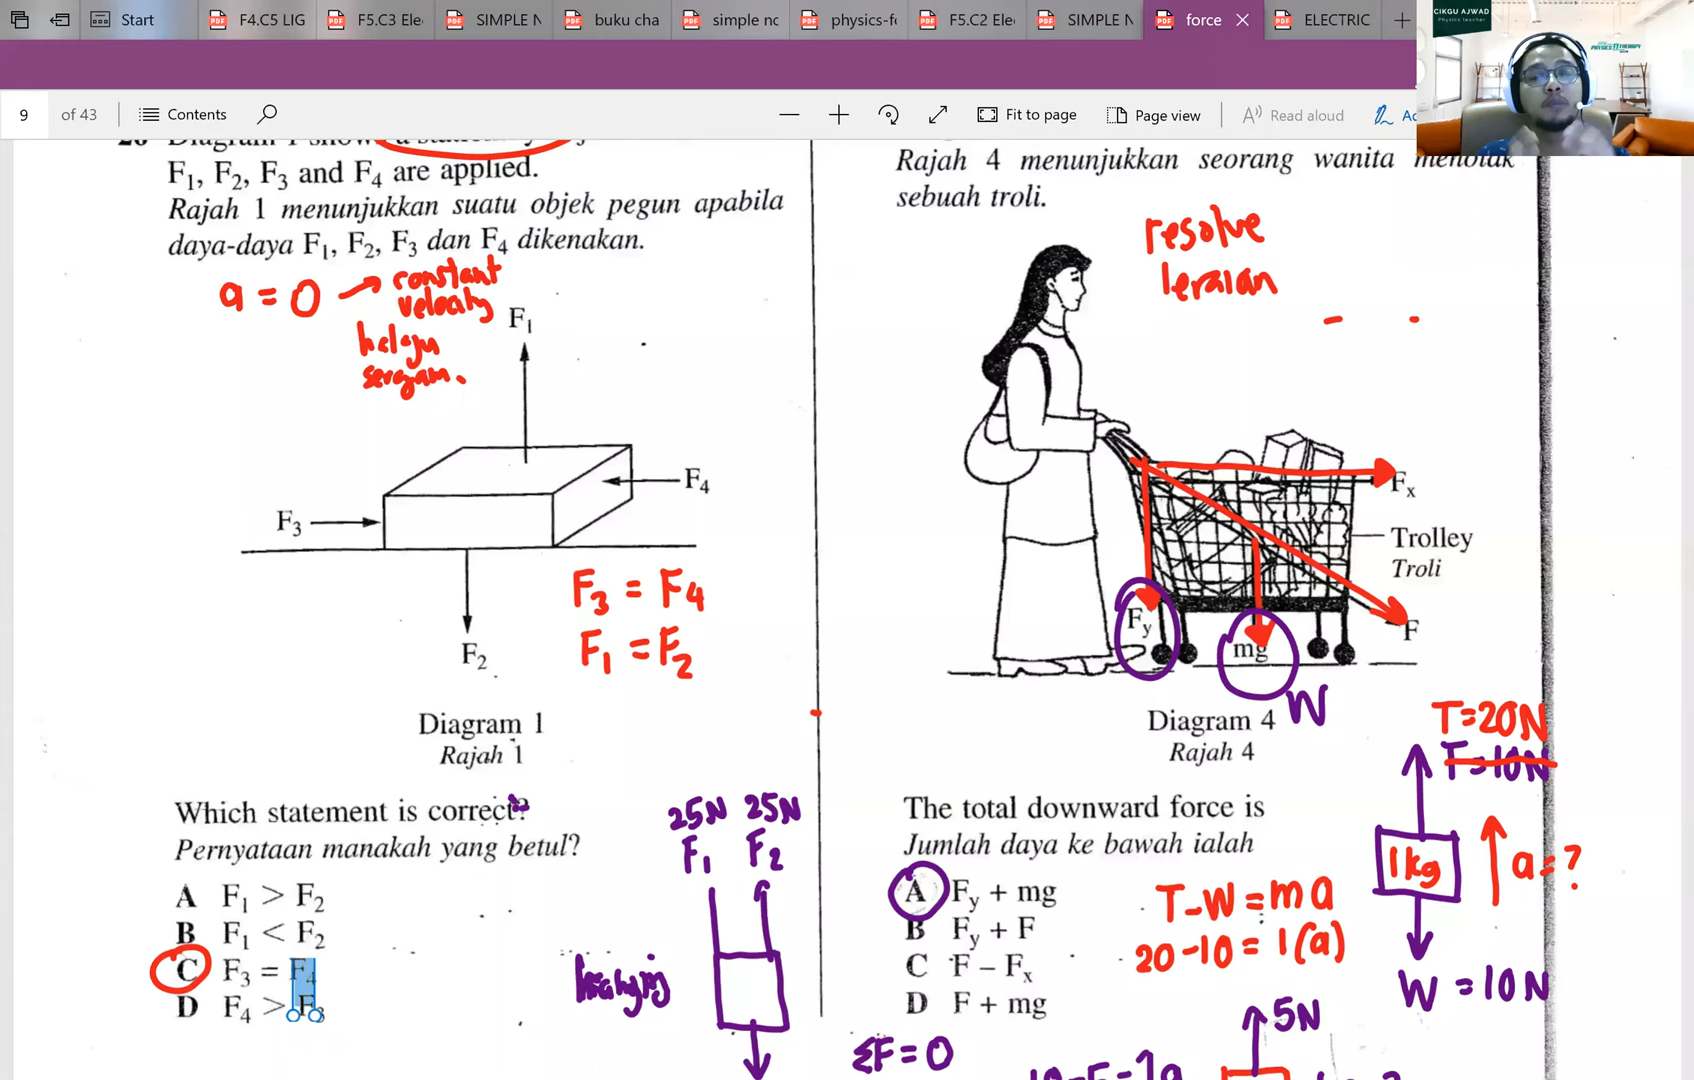 Start
F4.C5 LIG
F5.C3 Ele
SIMPLE N
buku cha
simple nc
physics-fe
F5.C2 Ele
SIMPLE N
force
ELECTRIC
CIKGU AJWAD
Physics teacher
9 of 43
Contents
Fit to page
Page view
Read aloud
F₁, F₂, F₃ and F₄ are applied.
Rajah 1 menunjukkan suatu objek pegun apabila
daya-daya F₁, F₂, F₃ dan F₄ dikenakan.
a = 0 → constant
velocity
halaju
seragam.
F₁
F₄
F₃
F₂
F₃ = F₄
F₁ = F₂
Diagram 1
Rajah 1
Which statement is correct?
Pernyataan manakah yang betul?
A F₁ > F₂
B F₁ < F₂
C F₃ = F₄
D F₄ > F₃
25N 25N
F₁ F₂
Rajah 4 menunjukkan seorang wanita menolak
sebuah troli.
resolve
leraian
Fₓ
Trolley
Troli
Fy
mg
F
W
Diagram 4
Rajah 4
The total downward force is
Jumlah daya ke bawah ialah
A Fy + mg
B Fy + F
C F – Fₓ
D F + mg
T-W = ma
20-10 = 1(a)
T=20N
T=10N
1kg
a=?
W = 10N
5N
ΣF = 0